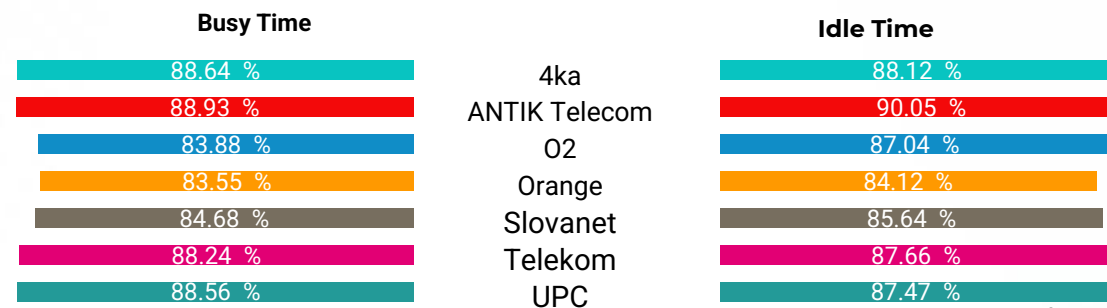 Busy Time Idle Time
88.64 % 4ka 88.12 %
88.93 % ANTIK Telecom 90.05 %
83.88 % O2 87.04 %
83.55 % Orange 84.12 %
84.68 % Slovanet 85.64 %
88.24 % Telekom 87.66 %
88.56 % UPC 87.47 %